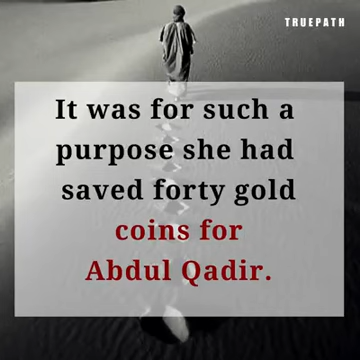 TRUEPATH
It was for such a
purpose she had
saved forty gold
coins for
Abdul Qadir.